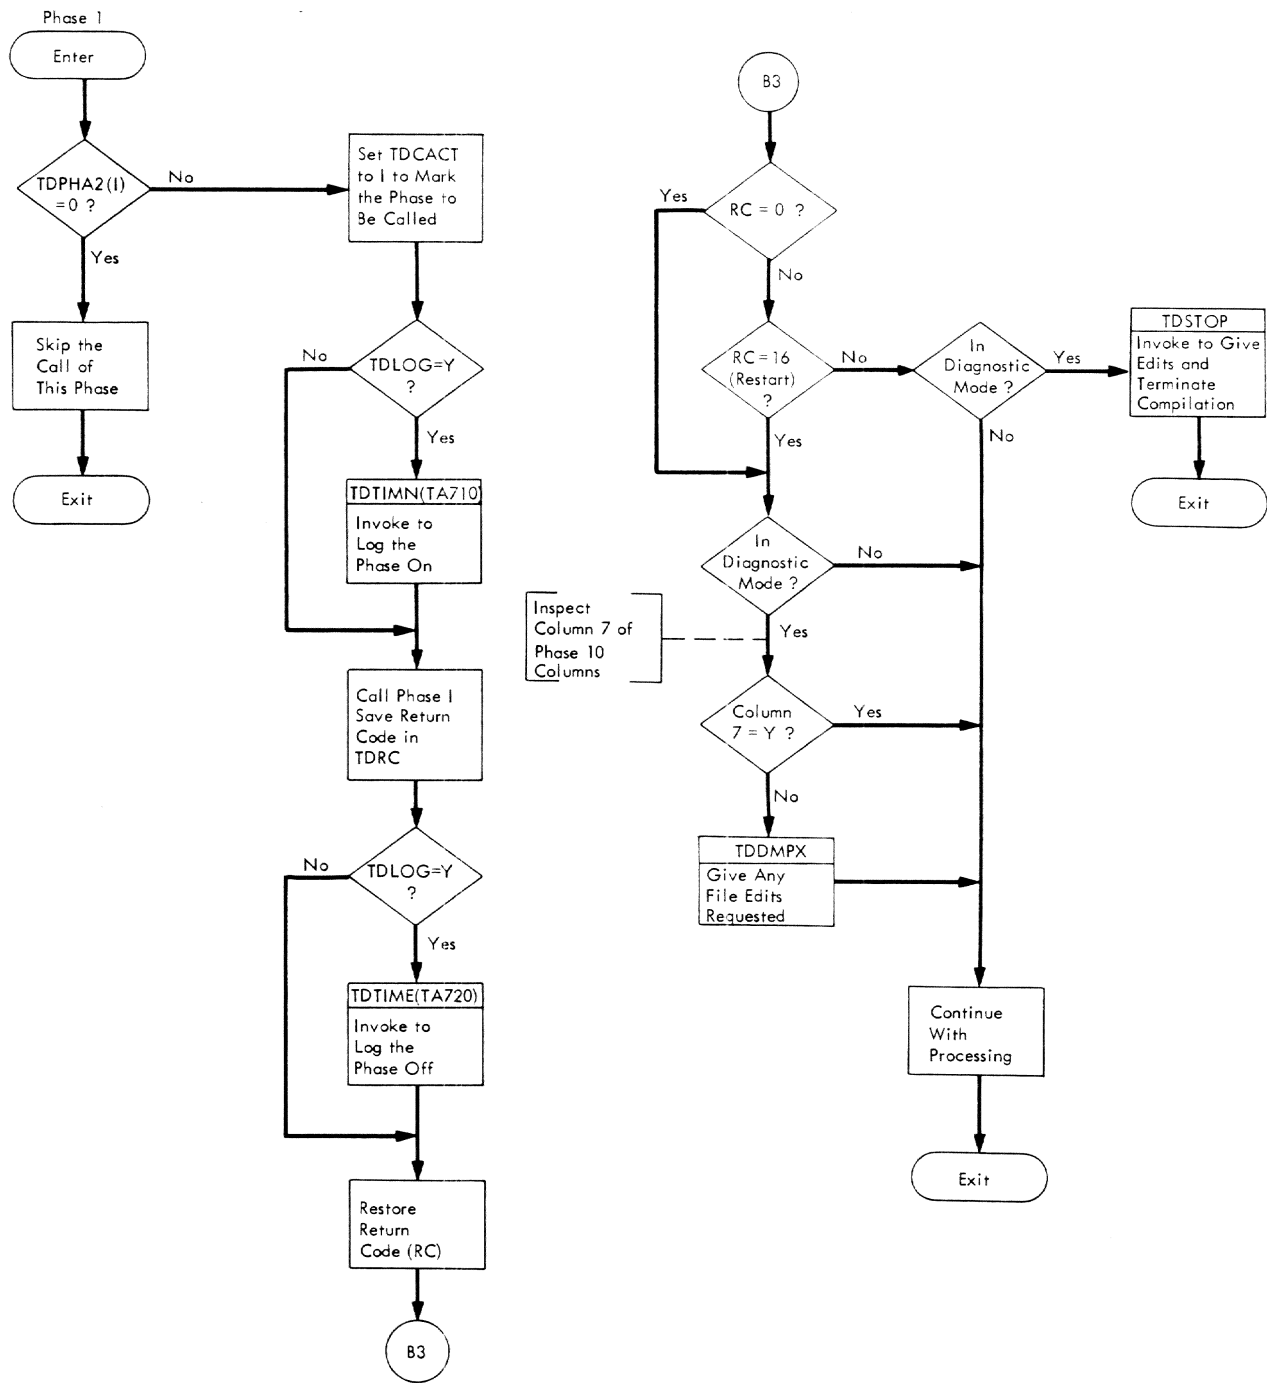 Phase 1
Enter
TDPHA2(I)
=0 ?
No
Yes
Skip the
Call of
This Phase
Exit
Set TDCACT
to I to Mark
the Phase to
Be Called
TDLOG=Y
?
No
Yes
TDTIMN(TA710)
Invoke to
Log the
Phase On
Call Phase I
Save Return
Code in
TDRC
TDLOG=Y
?
No
Yes
TDTIME(TA720)
Invoke to
Log the
Phase Off
Restore
Return
Code (RC)
B3
B3
RC = 0 ?
Yes
No
RC = 16
(Restart)
?
No
Yes
In
Diagnostic
Mode ?
Yes
No
TDSTOP
Invoke to Give
Edits and
Terminate
Compilation
Exit
In
Diagnostic
Mode ?
No
Yes
Inspect
Column 7 of
Phase 10
Columns
Column
7 = Y ?
Yes
No
TDDMPX
Give Any
File Edits
Requested
Continue
With
Processing
Exit